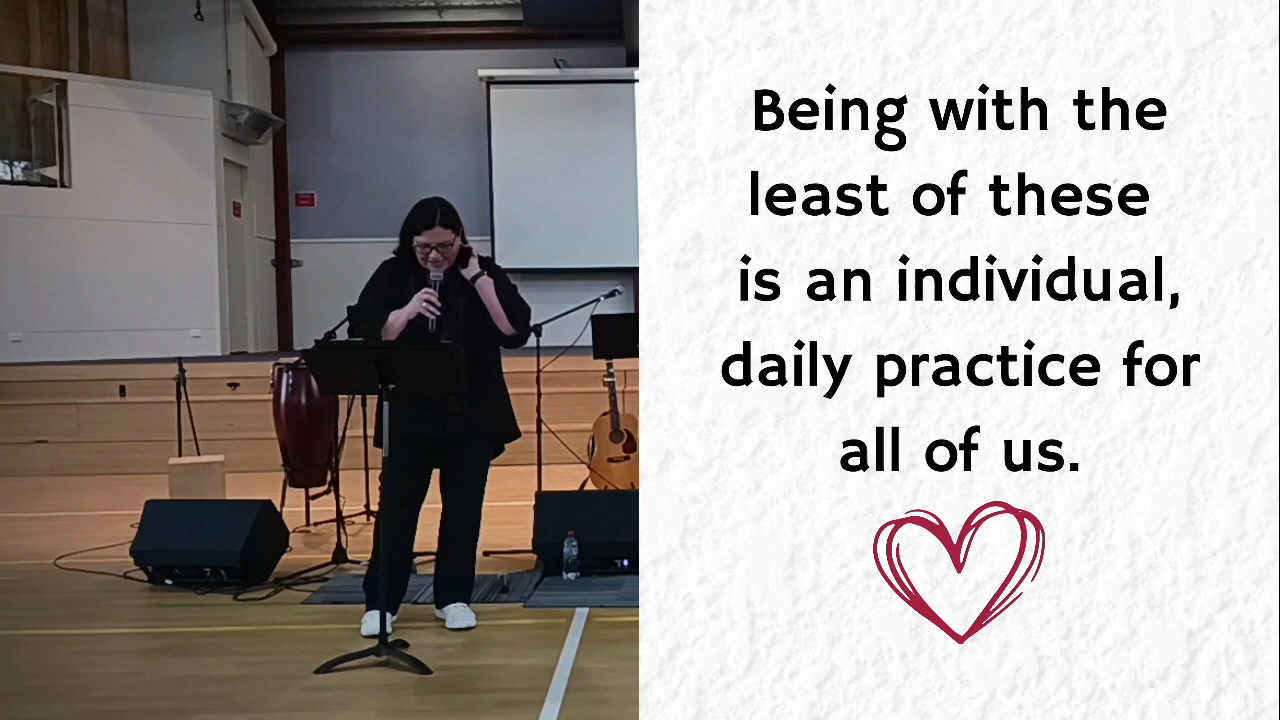 Being with the
least of these
is an individual,
daily practice for
all of us.